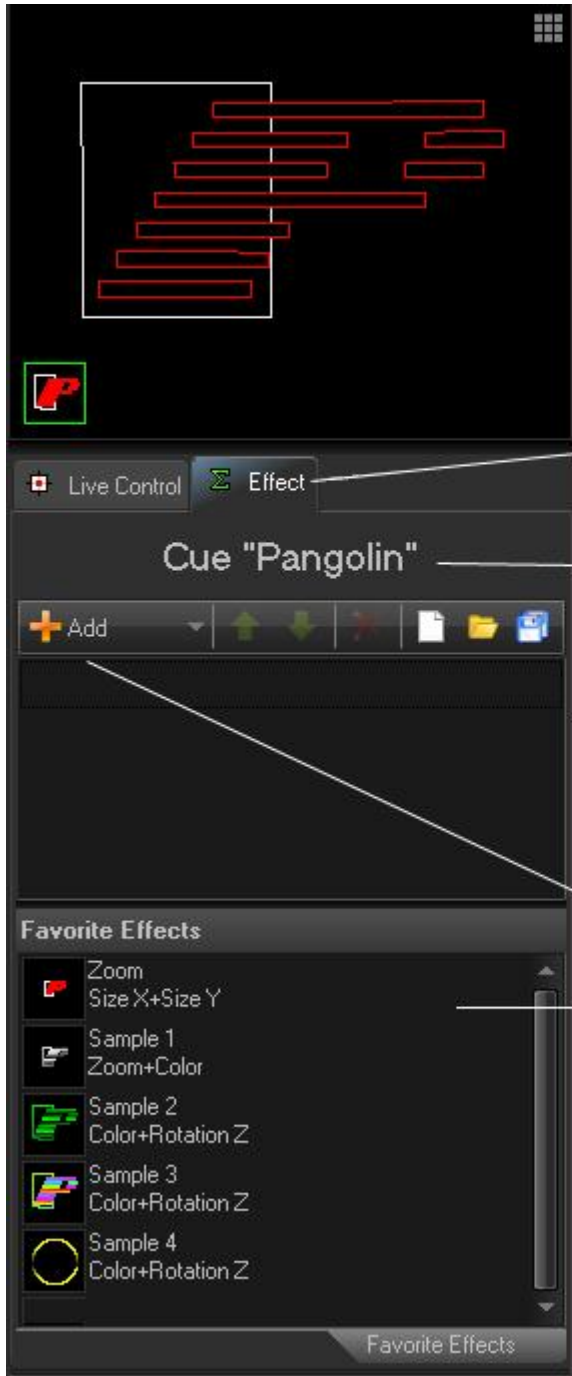 Live Control
Effect
Cue "Pangolin"
Add
Favorite Effects
Zoom
Size X+Size Y
Sample 1
Zoom+Color
Sample 2
Color+Rotation Z
Sample 3
Color+Rotation Z
Sample 4
Color+Rotation Z
Favorite Effects